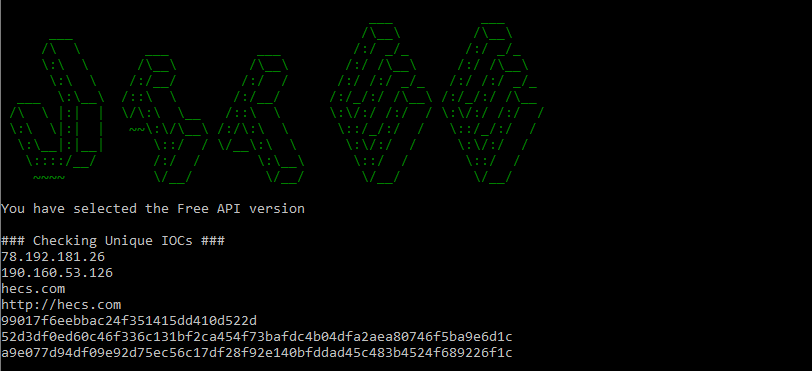 You have selected the Free API version
### Checking Unique IOCs ###
78.192.181.26
190.160.53.126
hecs.com
http://hecs.com
99017f6eebbac24f351415dd410d522d
52d3df0ed60c46f336c131bf2ca454f73bafdc4b04dfa2aea80746f5ba9e6d1c
a9e077d94df09e92d75ec56c17df28f92e140bfddad45c483b4524f689226f1c